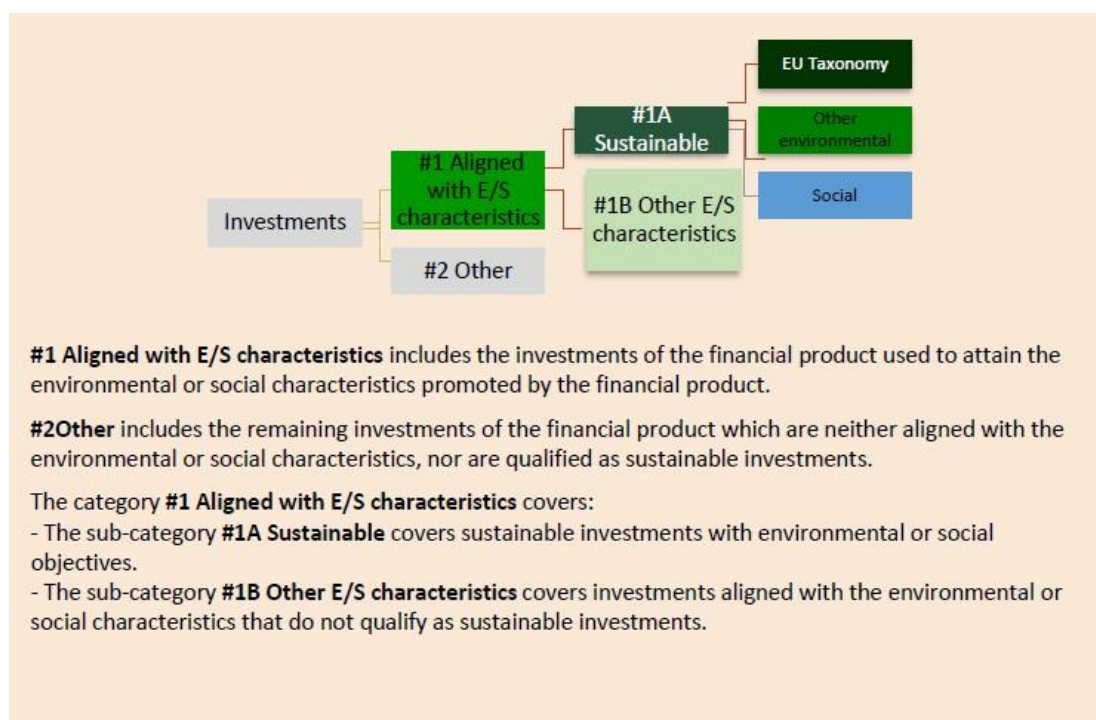 EU Taxonomy
#1A
Sustainable
Other
environmental
#1 Aligned
with E/S
characteristics
Social
#1B Other E/S
characteristics
Investments
#2 Other
#1 Aligned with E/S characteristics includes the investments of the financial product used to attain the
environmental or social characteristics promoted by the financial product.
#2Other includes the remaining investments of the financial product which are neither aligned with the
environmental or social characteristics, nor are qualified as sustainable investments.
The category #1 Aligned with E/S characteristics covers:
- The sub-category #1A Sustainable covers sustainable investments with environmental or social
objectives.
- The sub-category #1B Other E/S characteristics covers investments aligned with the environmental or
social characteristics that do not qualify as sustainable investments.